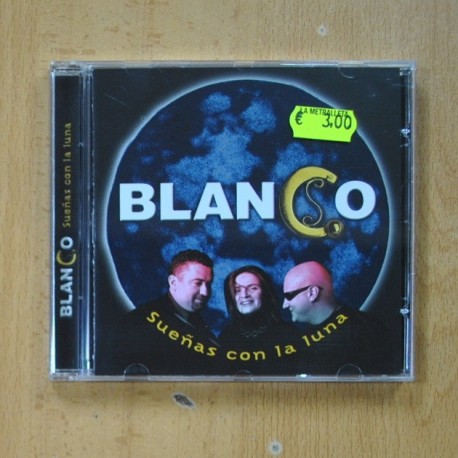 LA METRALLETA
€ 3.00
BLANCO
Sueñas con la luna
BLANCO Sueñas con la luna